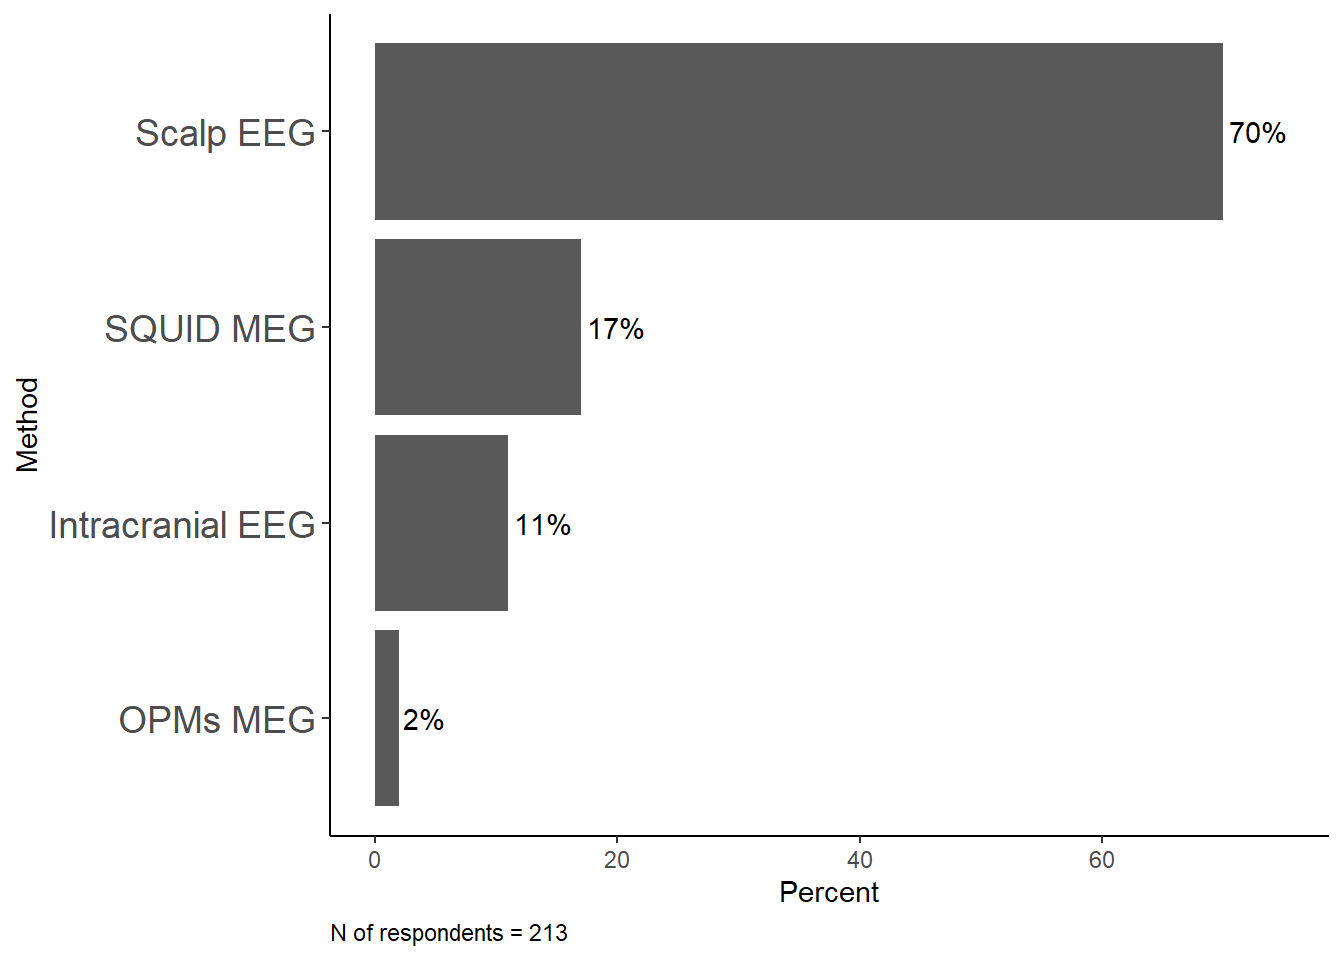 Method
Scalp EEG
70%
SQUID MEG
17%
Intracranial EEG
11%
OPMs MEG
2%
0 20 40 60
Percent
N of respondents = 213